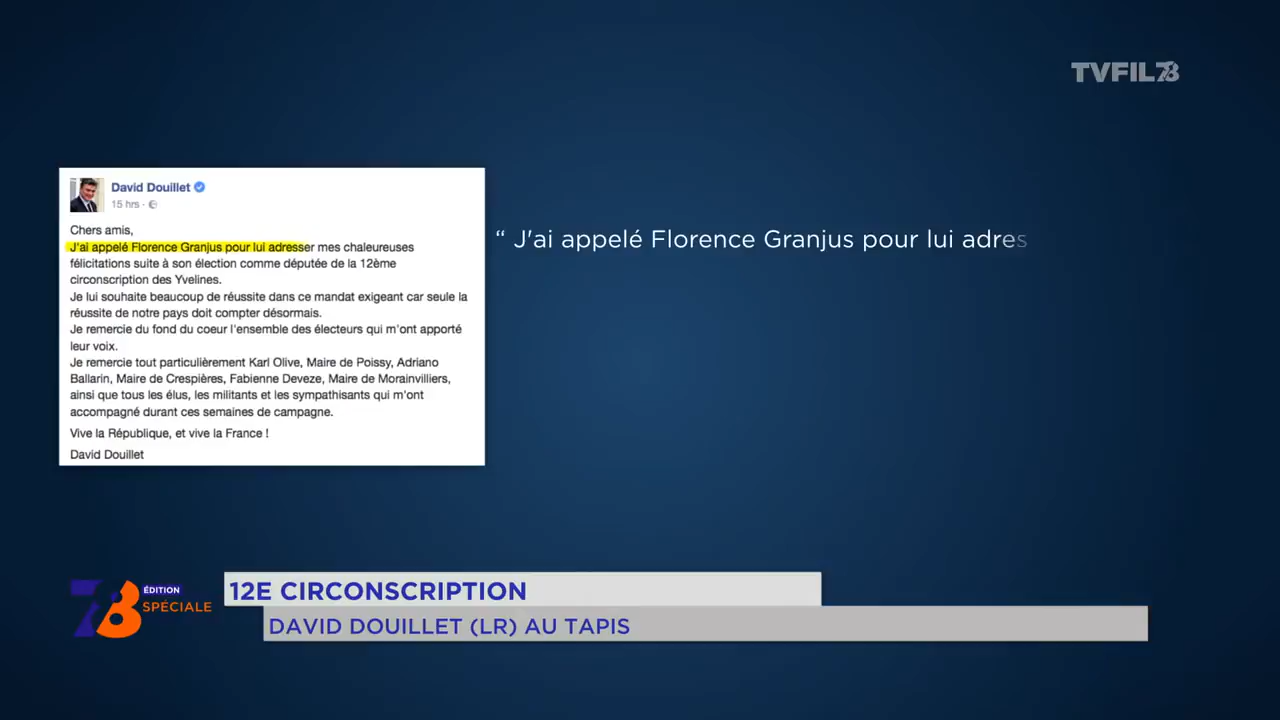 TVFIL78
David Douillet
15 hrs ·
Chers amis,
J'ai appelé Florence Granjus pour lui adresser mes chaleureuses
félicitations suite à son élection comme députée de la 12ème
circonscription des Yvelines.
Je lui souhaite beaucoup de réussite dans ce mandat exigeant car seule la
réussite de notre pays doit compter désormais.
Je remercie du fond du coeur l'ensemble des électeurs qui m'ont apporté
leur voix.
Je remercie tout particulièrement Karl Olive, Maire de Poissy, Adriano
Ballarin, Maire de Crespières, Fabienne Deveze, Maire de Morainvilliers,
ainsi que tous les élus, les militants et les sympathisants qui m'ont
accompagné durant ces semaines de campagne.
Vive la République, et vive la France !
David Douillet
“ J'ai appelé Florence Granjus pour lui adres
78
ÉDITION
SPÉCIALE
12E CIRCONSCRIPTION
DAVID DOUILLET (LR) AU TAPIS